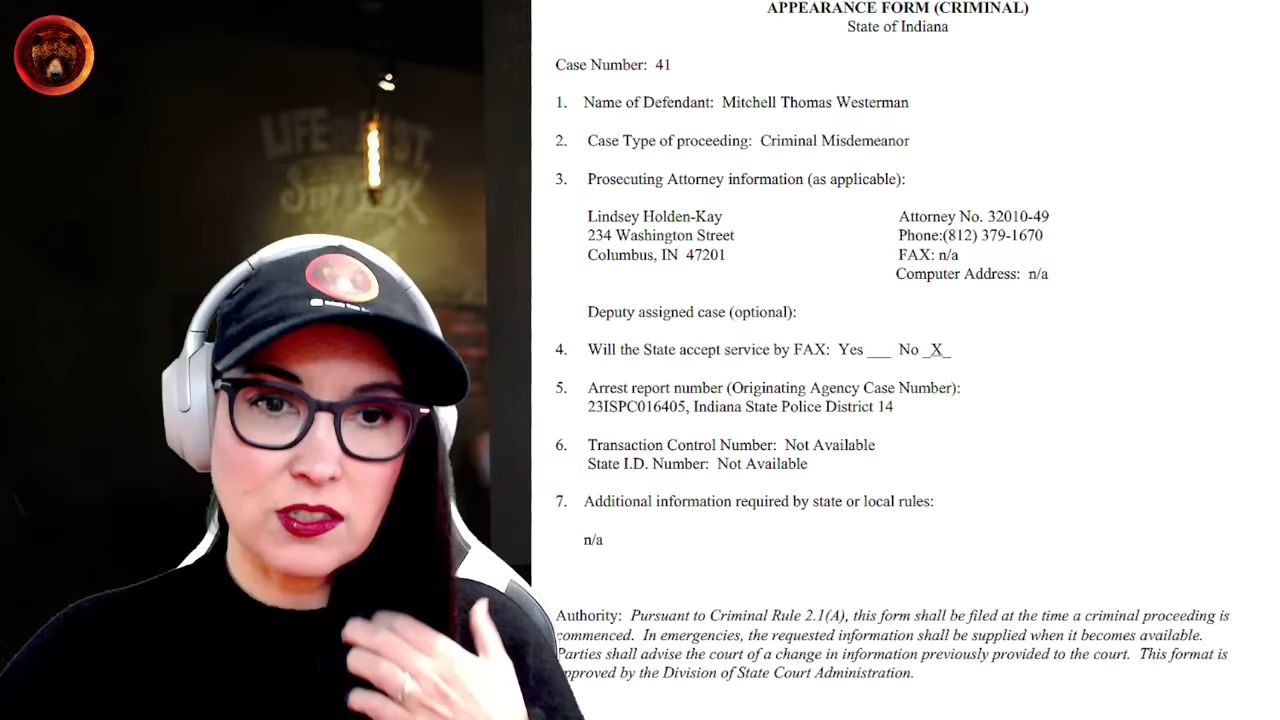 LIFE
APPEARANCE FORM (CRIMINAL)
State of Indiana
Case Number: 41
1. Name of Defendant: Mitchell Thomas Westerman
2. Case Type of proceeding: Criminal Misdemeanor
3. Prosecuting Attorney information (as applicable):
Lindsey Holden-Kay Attorney No. 32010-49
234 Washington Street Phone:(812) 379-1670
Columbus, IN 47201 FAX: n/a
Computer Address: n/a
Deputy assigned case (optional):
4. Will the State accept service by FAX: Yes ___ No _X_
5. Arrest report number (Originating Agency Case Number):
23ISPC016405, Indiana State Police District 14
6. Transaction Control Number: Not Available
State I.D. Number: Not Available
7. Additional information required by state or local rules:
n/a
Authority: Pursuant to Criminal Rule 2.1(A), this form shall be filed at the time a criminal proceeding is
commenced. In emergencies, the requested information shall be supplied when it becomes available.
Parties shall advise the court of a change in information previously provided to the court. This format is
approved by the Division of State Court Administration.